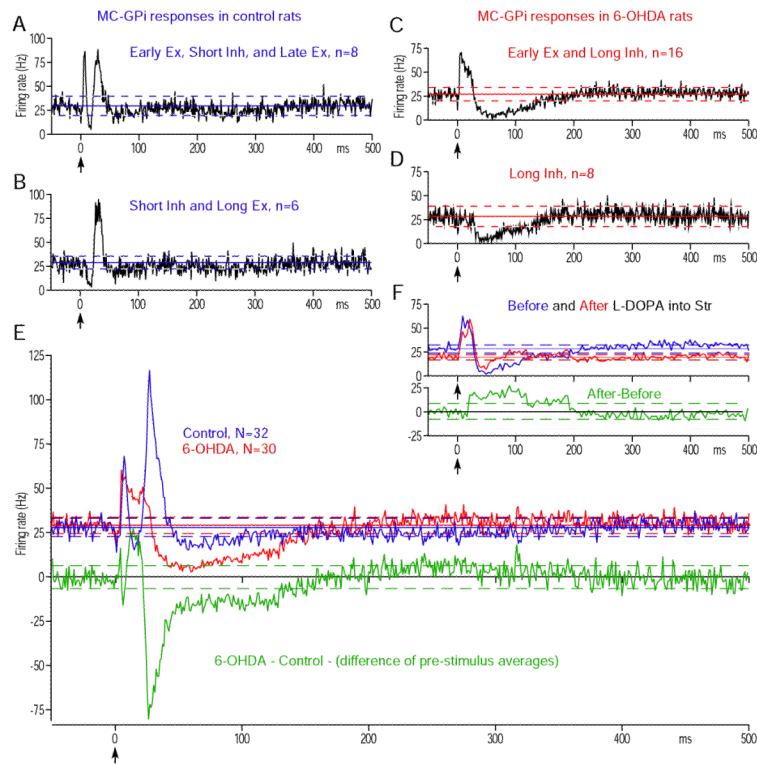 MC-GPi responses in control rats
A
Early Ex, Short Inh, and Late Ex, n=8
Firing rate (Hz)
100
75
50
25
0
0 100 200 300 400 ms 500
B
Short Inh and Long Ex, n=6
100
75
50
25
0
0 100 200 300 400 ms 500
MC-GPi responses in 6-OHDA rats
C
Early Ex and Long Inh, n=16
Firing rate (Hz)
100
75
50
25
0
0 100 200 300 400 ms 500
D
Long Inh, n=8
75
50
25
0
0 100 200 300 400 ms 500
F
Before and After L-DOPA into Str
75
50
25
0
After-Before
25
0
25
0 100 200 300 400 ms 500
E
Control, N=32
6-OHDA, N=30
Firing rate (Hz)
125
100
75
50
25
0
-25
-50
-75
6-OHDA - Control - (difference of pre-stimulus averages)
0 100 200 300 400 ms 500